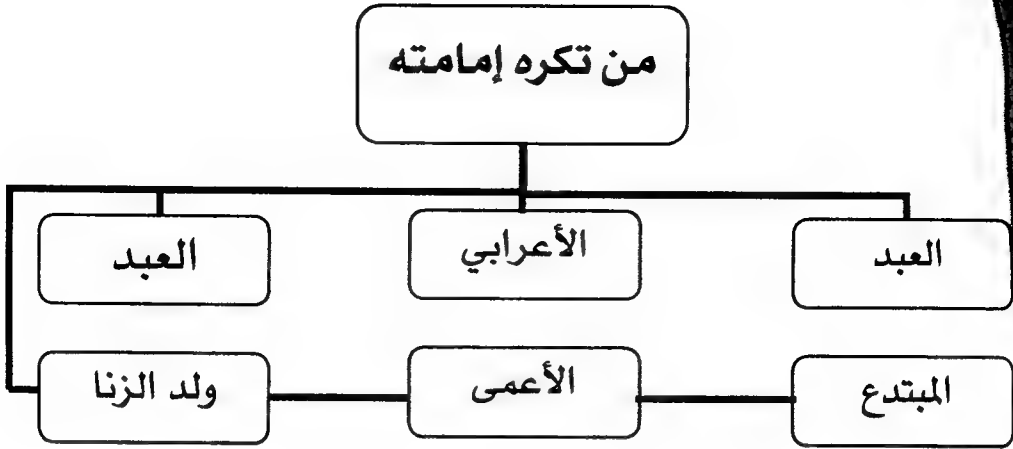 من تكره إمامته
العبد
الأعرابي
العبد
المبتدع
الأعمى
ولد الزنا